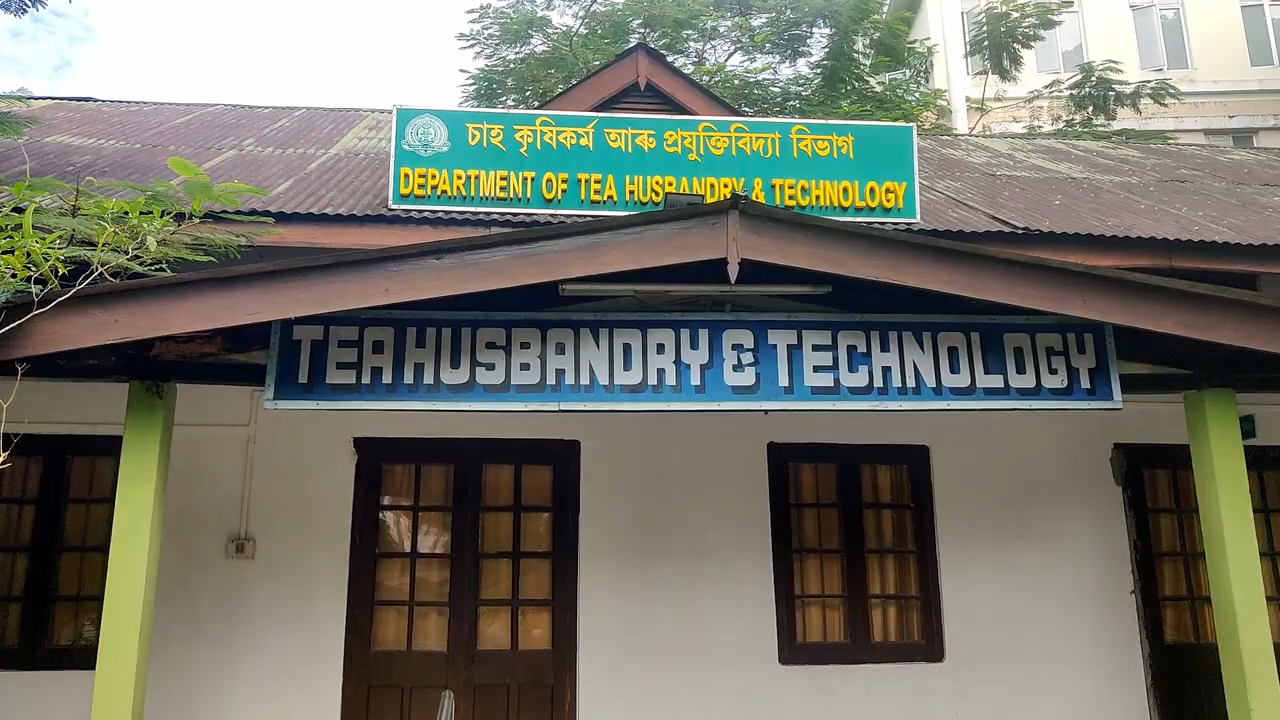 চাহ কৃষিকৰ্ম আৰু প্ৰযুক্তিবিদ্যা বিভাগ
DEPARTMENT OF TEA HUSBANDRY & TECHNOLOGY
TEA HUSBANDRY & TECHNOLOGY